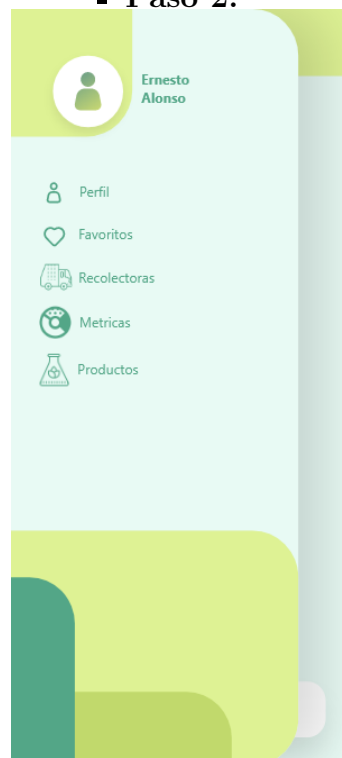 ▪ Paso 2:
Ernesto
Alonso
Perfil
Favoritos
Recolectoras
Metricas
Productos